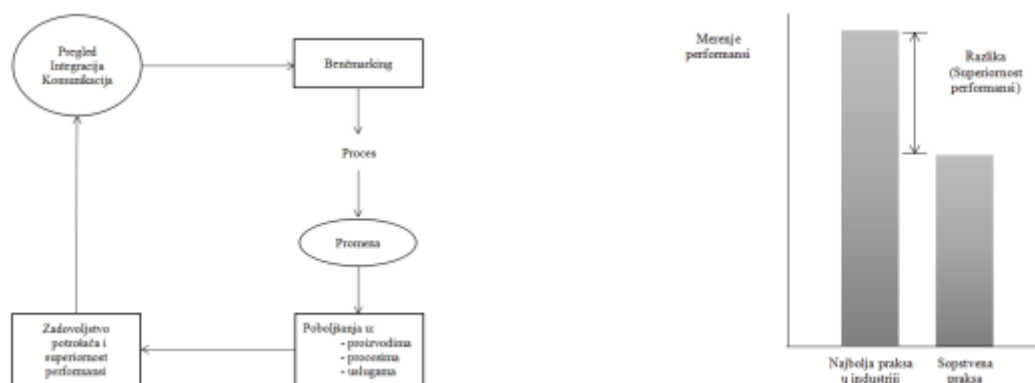 Pregled
Integracija
Komunikacija
Benčmarking
Proces
Promena
Poboljšanja u:
- proizvodima
- procesima
- uslugama
Zadovoljstvo
potrošača i
superiornost
performansi
Merenje
performansi
Razlika
(Superiornost
performansi)
Najbolja praksa
u industriji
Sopstvena
praksa